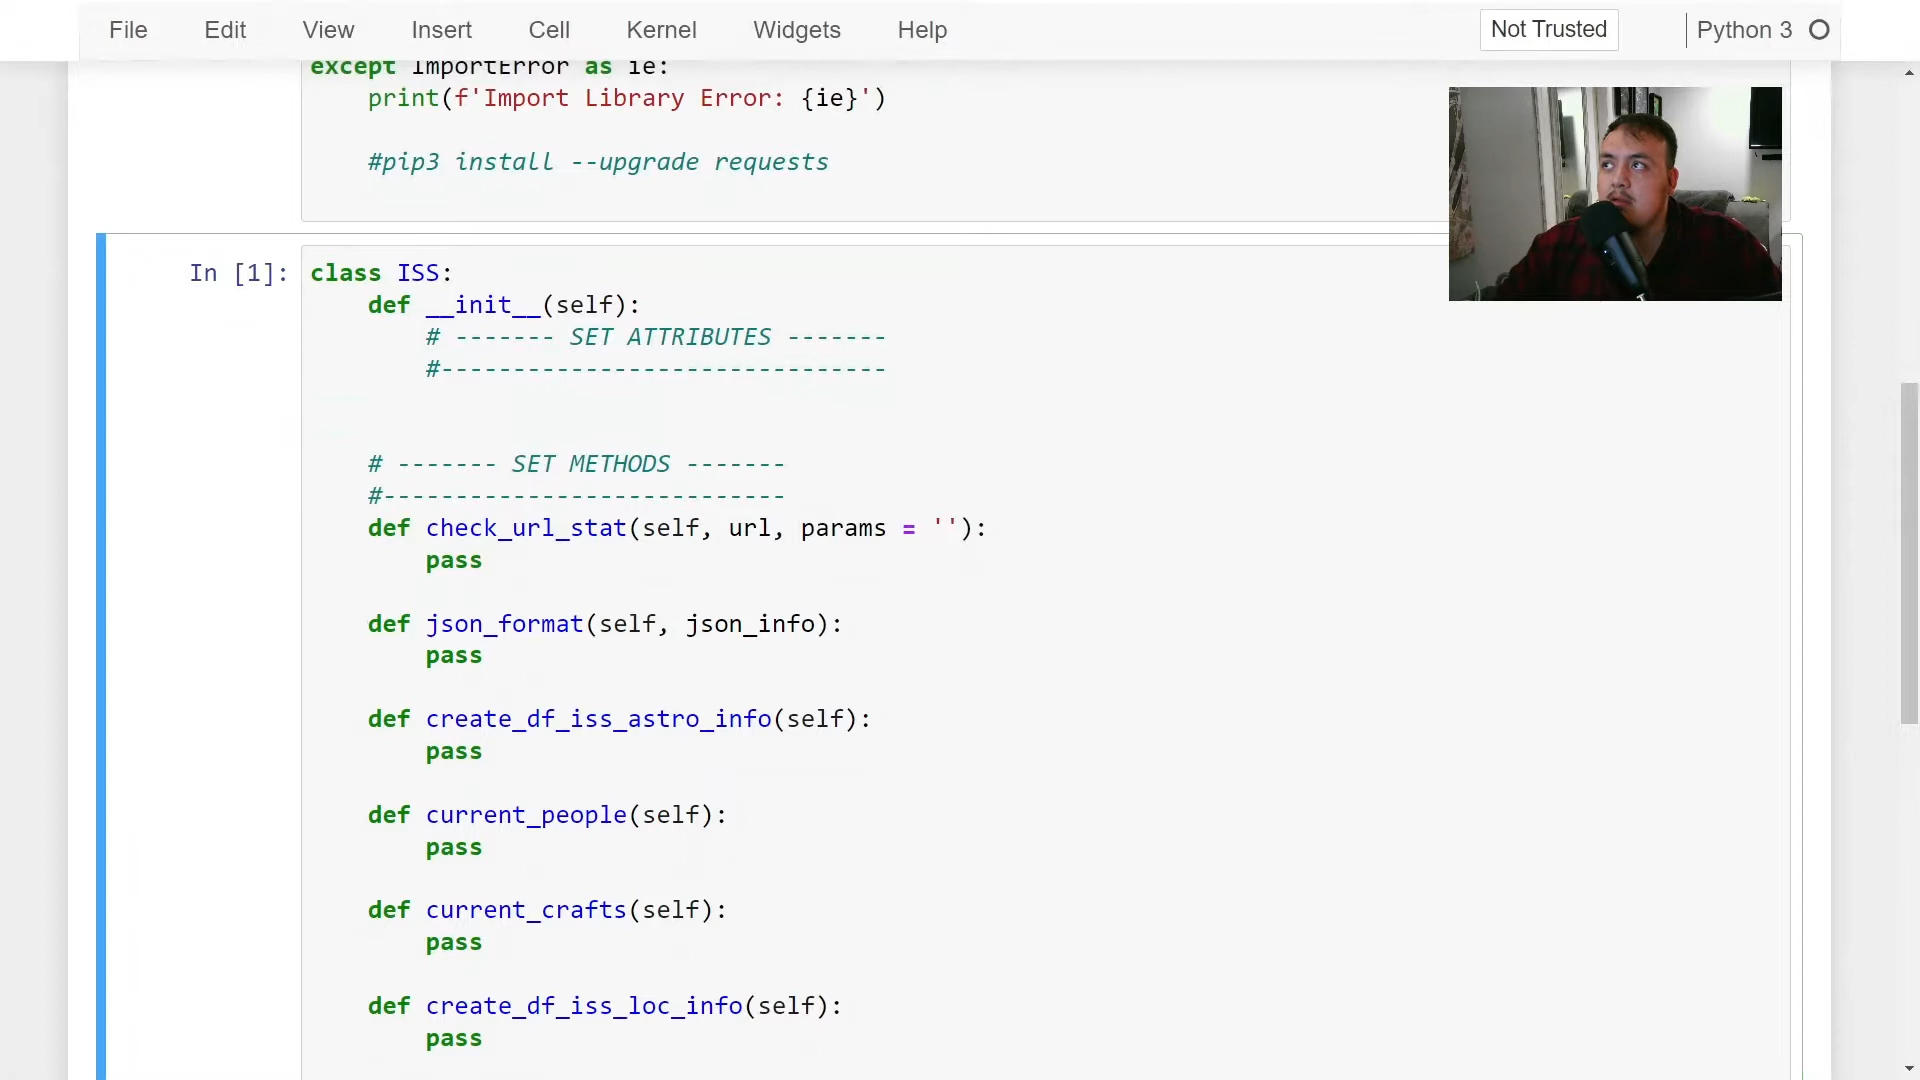 File Edit View Insert Cell Kernel Widgets Help Not Trusted Python 3
except ImportError as ie:
print(f'Import Library Error: {ie}')
#pip3 install --upgrade requests
In [1]: class ISS:
def __init__(self):
# ------- SET ATTRIBUTES -------
#-------------------------------
# ------- SET METHODS -------
#----------------------------
def check_url_stat(self, url, params = ''):
pass
def json_format(self, json_info):
pass
def create_df_iss_astro_info(self):
pass
def current_people(self):
pass
def current_crafts(self):
pass
def create_df_iss_loc_info(self):
pass